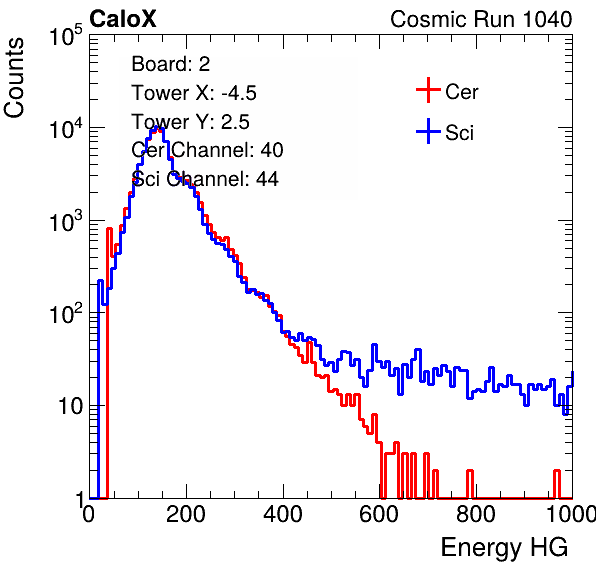 CaloX
Cosmic Run 1040
Counts
10^5
10^4
10^3
10^2
10
1
Board: 2
Tower X: -4.5
Tower Y: 2.5
Cer Channel: 40
Sci Channel: 44
Cer
Sci
0 200 400 600 800 1000
Energy HG